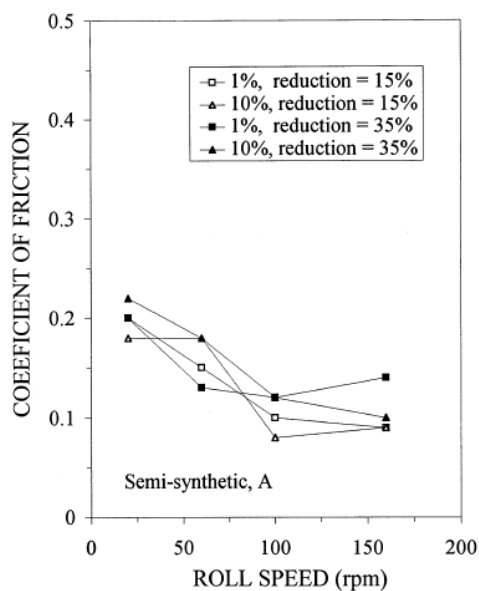 0.5
1%, reduction = 15%
10%, reduction = 15%
1%, reduction = 35%
10%, reduction = 35%
0.4
0.3
0.2
0.1
0
COEEFICIENT OF FRICTION
Semi-synthetic, A
0 50 100 150 200
ROLL SPEED (rpm)